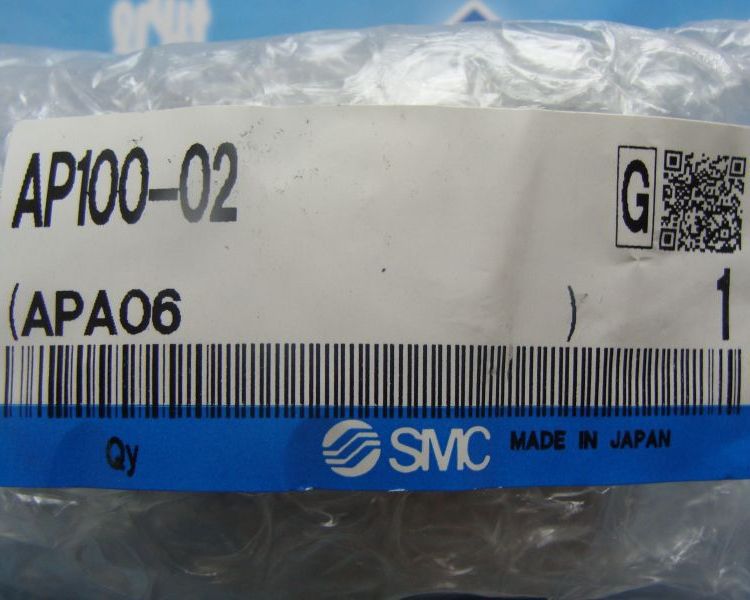 AP100-02
G
(APA06 )
1
Qy
SMC
MADE IN JAPAN